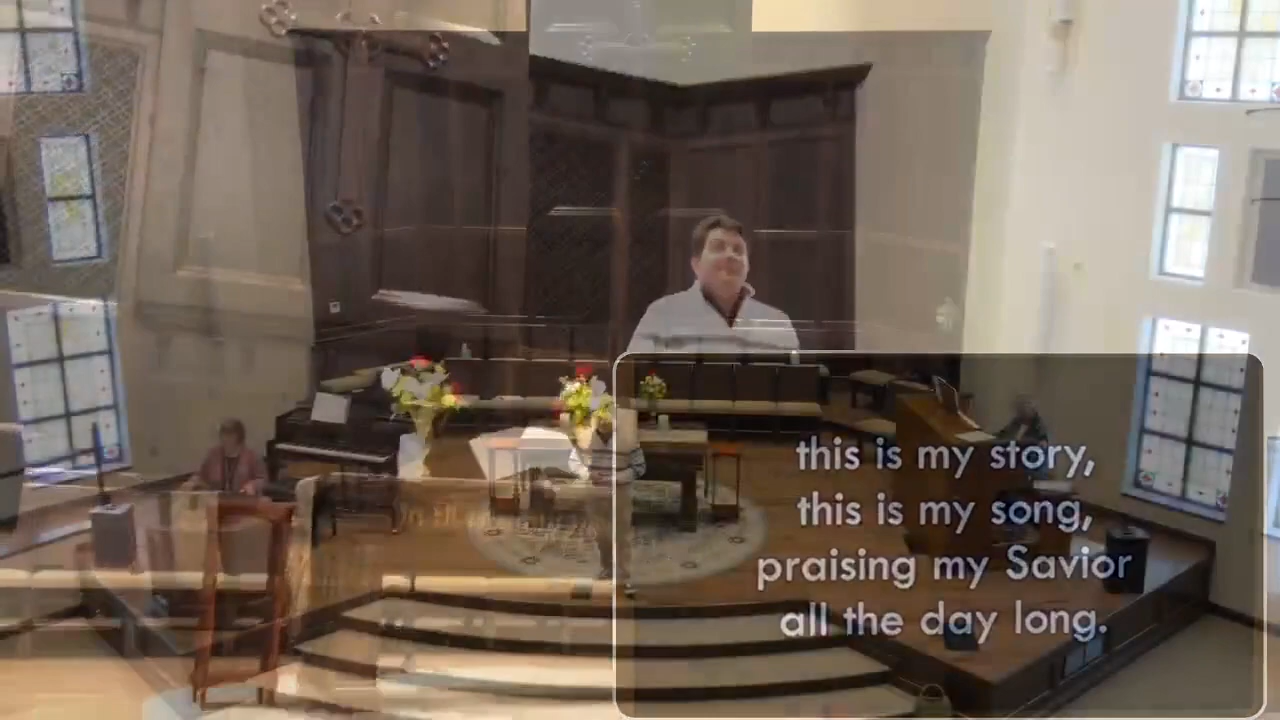 this is my story,
this is my song,
praising my Savior
all the day long.